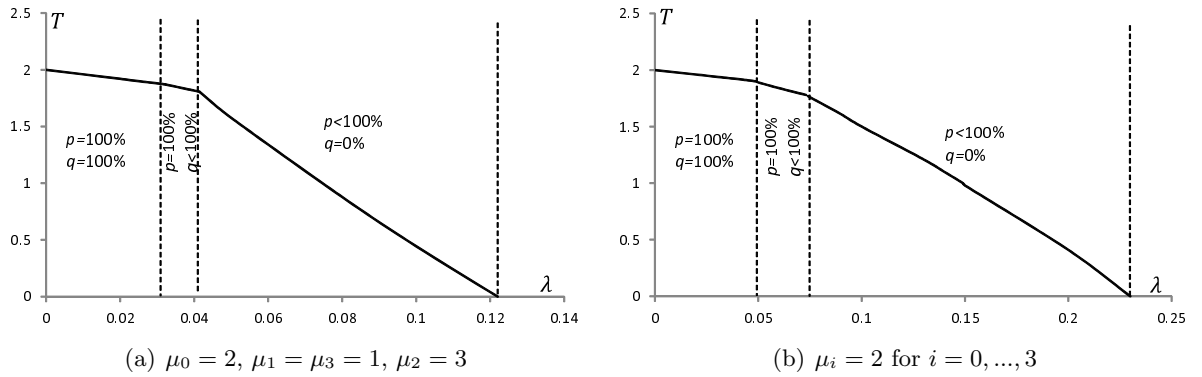 2.5
T
2
1.5
1
0.5
0
p=100%
q=100%
p=100%
q<100%
p<100%
q=0%
λ
0 0.02 0.04 0.06 0.08 0.1 0.12 0.14
(a) μ0 = 2, μ1 = μ3 = 1, μ2 = 3
2.5
T
2
1.5
1
0.5
0
p=100%
q=100%
p=100%
q<100%
p<100%
q=0%
λ
0 0.05 0.1 0.15 0.2 0.25
(b) μi = 2 for i = 0, ..., 3